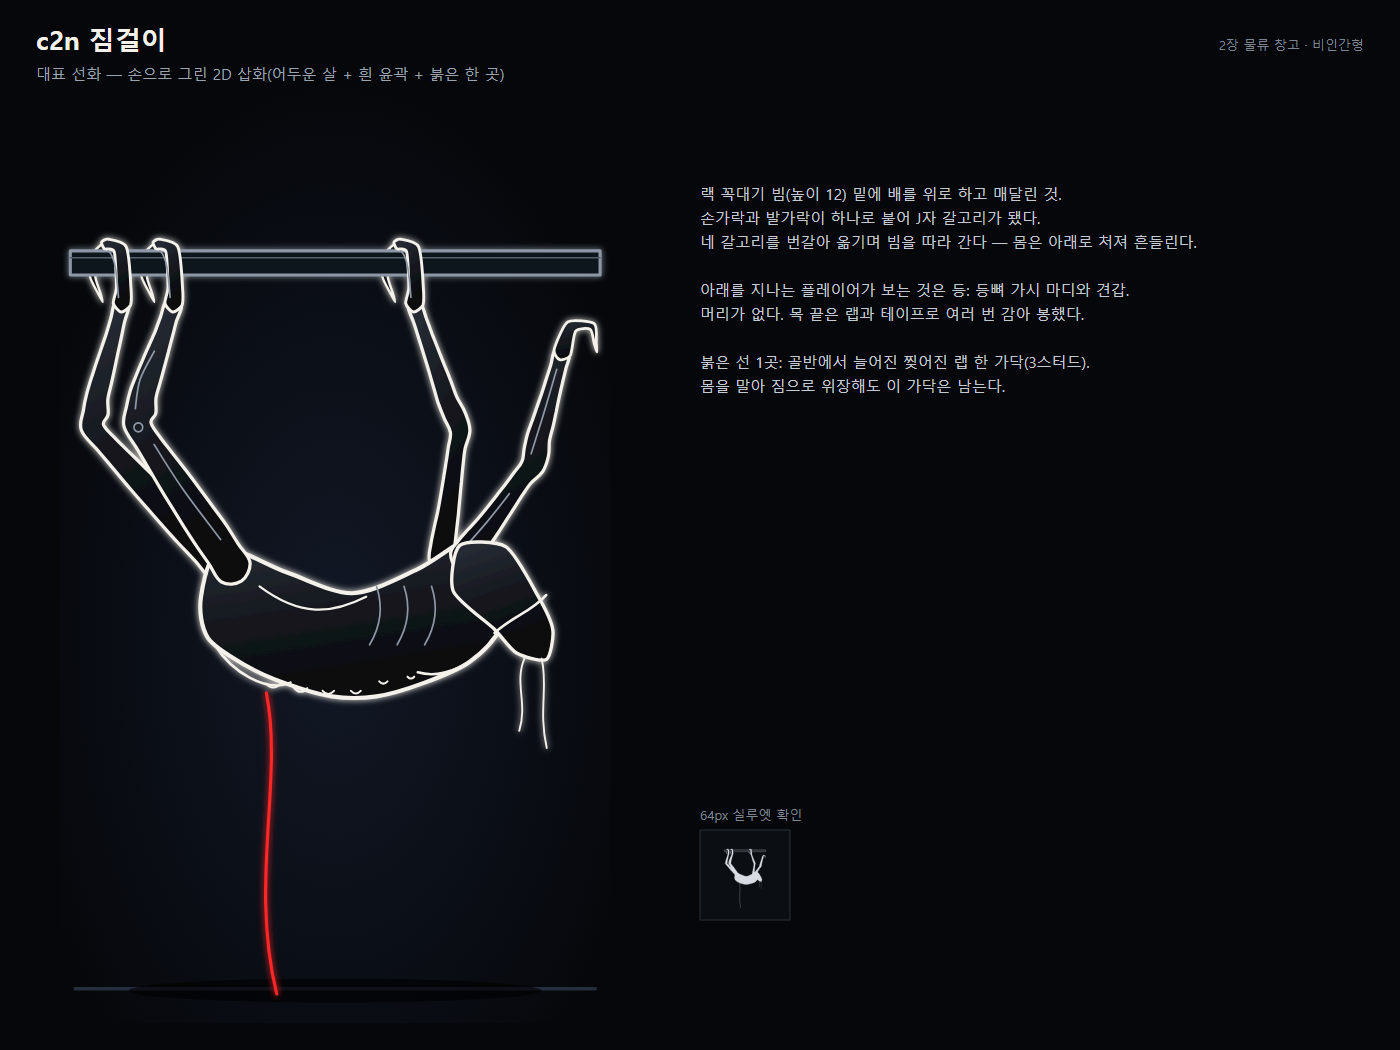 c2n 짐걸이
대표 선화 — 손으로 그린 2D 삽화(어두운 살 + 흰 윤곽 + 붉은 한 곳)
2장 물류 창고 · 비인간형
랙 꼭대기 빔(높이 12) 밑에 배를 위로 하고 매달린 것.
손가락과 발가락이 하나로 붙어 J자 갈고리가 됐다.
네 갈고리를 번갈아 옮기며 빔을 따라 간다 — 몸은 아래로 처져 흔들린다.
아래를 지나는 플레이어가 보는 것은 등: 등뼈 가시 마디와 견갑.
머리가 없다. 목 끝은 랩과 테이프로 여러 번 감아 봉했다.
붉은 선 1곳: 골반에서 늘어진 찢어진 랩 한 가닥(3스터드).
몸을 말아 짐으로 위장해도 이 가닥은 남는다.
64px 실루엣 확인